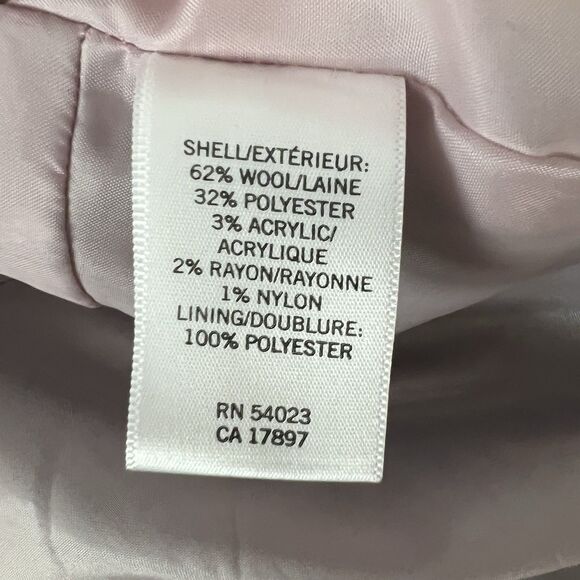 SHELL/EXTÉRIEUR:
62% WOOL/LAINE
32% POLYESTER
3% ACRYLIC/
ACRYLIQUE
2% RAYON/RAYONNE
1% NYLON
LINING/DOUBLURE:
100% POLYESTER
RN 54023
CA 17897